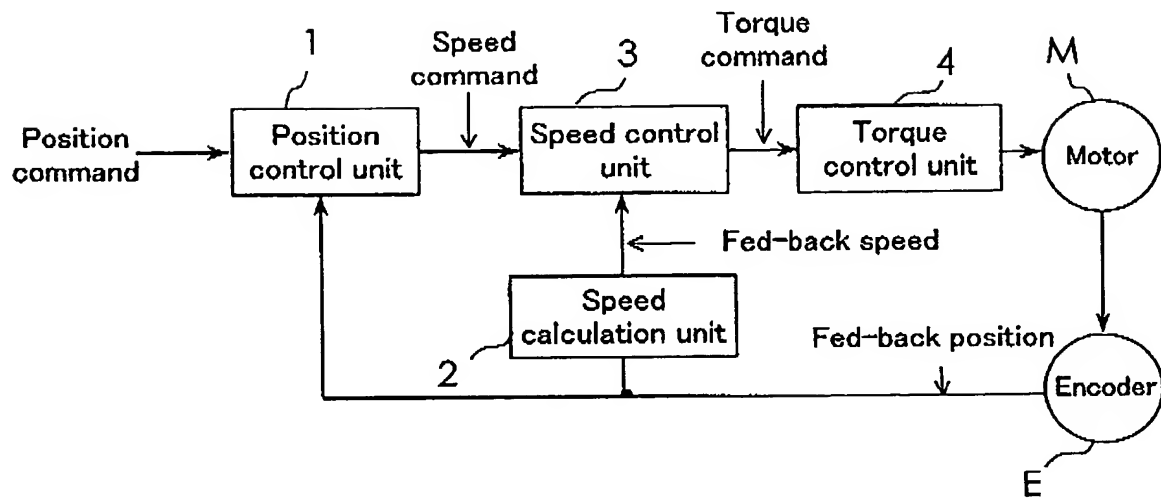 1
Speed
command
3
Torque
command
4
M
Position
command
Position
control unit
Speed control
unit
Torque
control unit
Motor
Fed-back speed
Speed
calculation unit
2
Fed-back position
Encoder
E